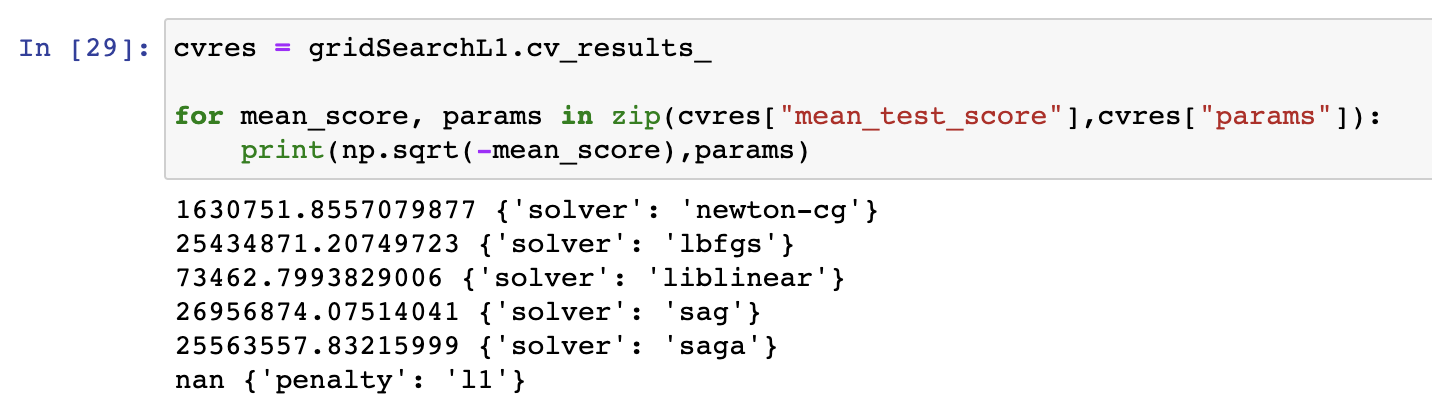 In [29]: cvres = gridSearchL1.cv_results_
for mean_score, params in zip(cvres["mean_test_score"],cvres["params"]):
print(np.sqrt(-mean_score),params)
1630751.8557079877 {'solver': 'newton-cg'}
25434871.20749723 {'solver': 'lbfgs'}
73462.7993829006 {'solver': 'liblinear'}
26956874.07514041 {'solver': 'sag'}
25563557.83215999 {'solver': 'saga'}
nan {'penalty': 'l1'}